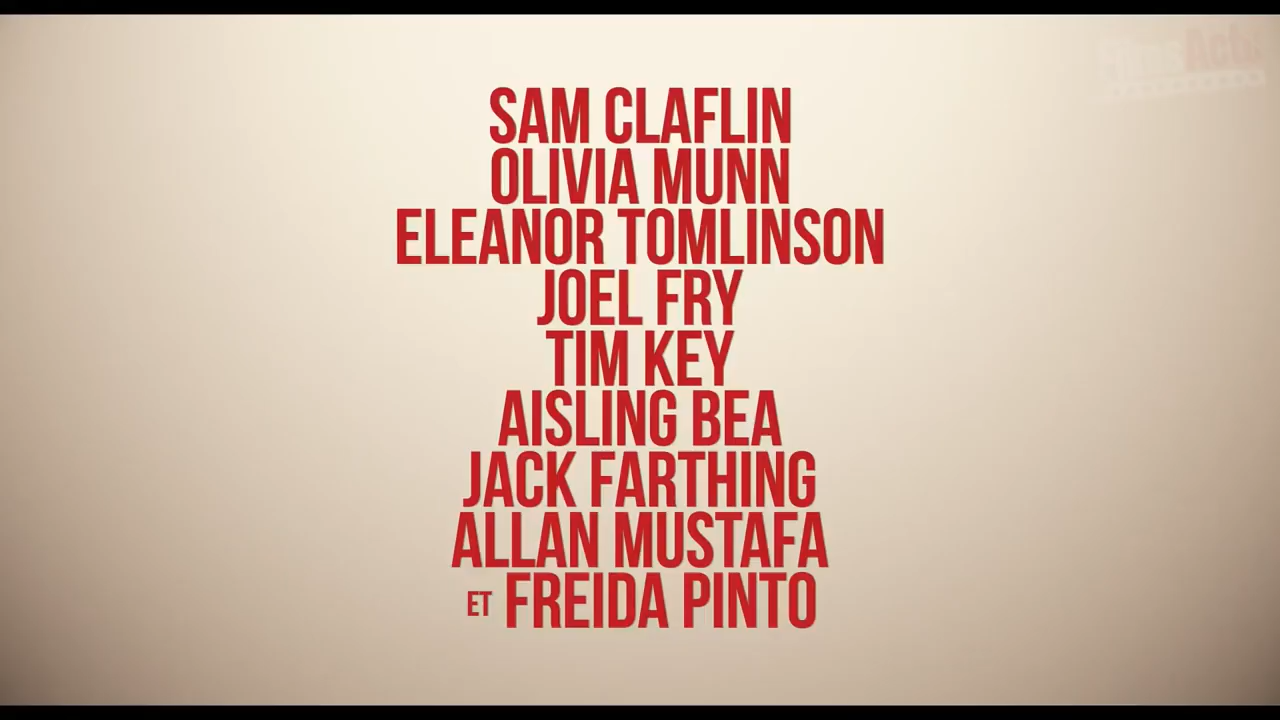 FilmsActu
SAM CLAFLIN
OLIVIA MUNN
ELEANOR TOMLINSON
JOEL FRY
TIM KEY
AISLING BEA
JACK FARTHING
ALLAN MUSTAFA
ET FREIDA PINTO